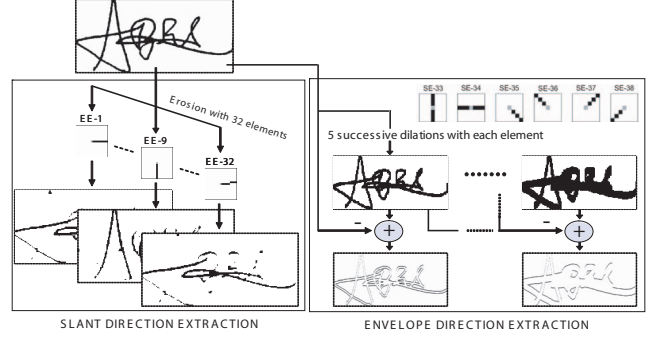 SE-33 SE-34 SE-35 SE-36 SE-37 SE-38
Erosion with 32 elements
EE-1
EE-9
EE-32
5 successive dilations with each element
− + − +
SLANT DIRECTION EXTRACTION
ENVELOPE DIRECTION EXTRACTION